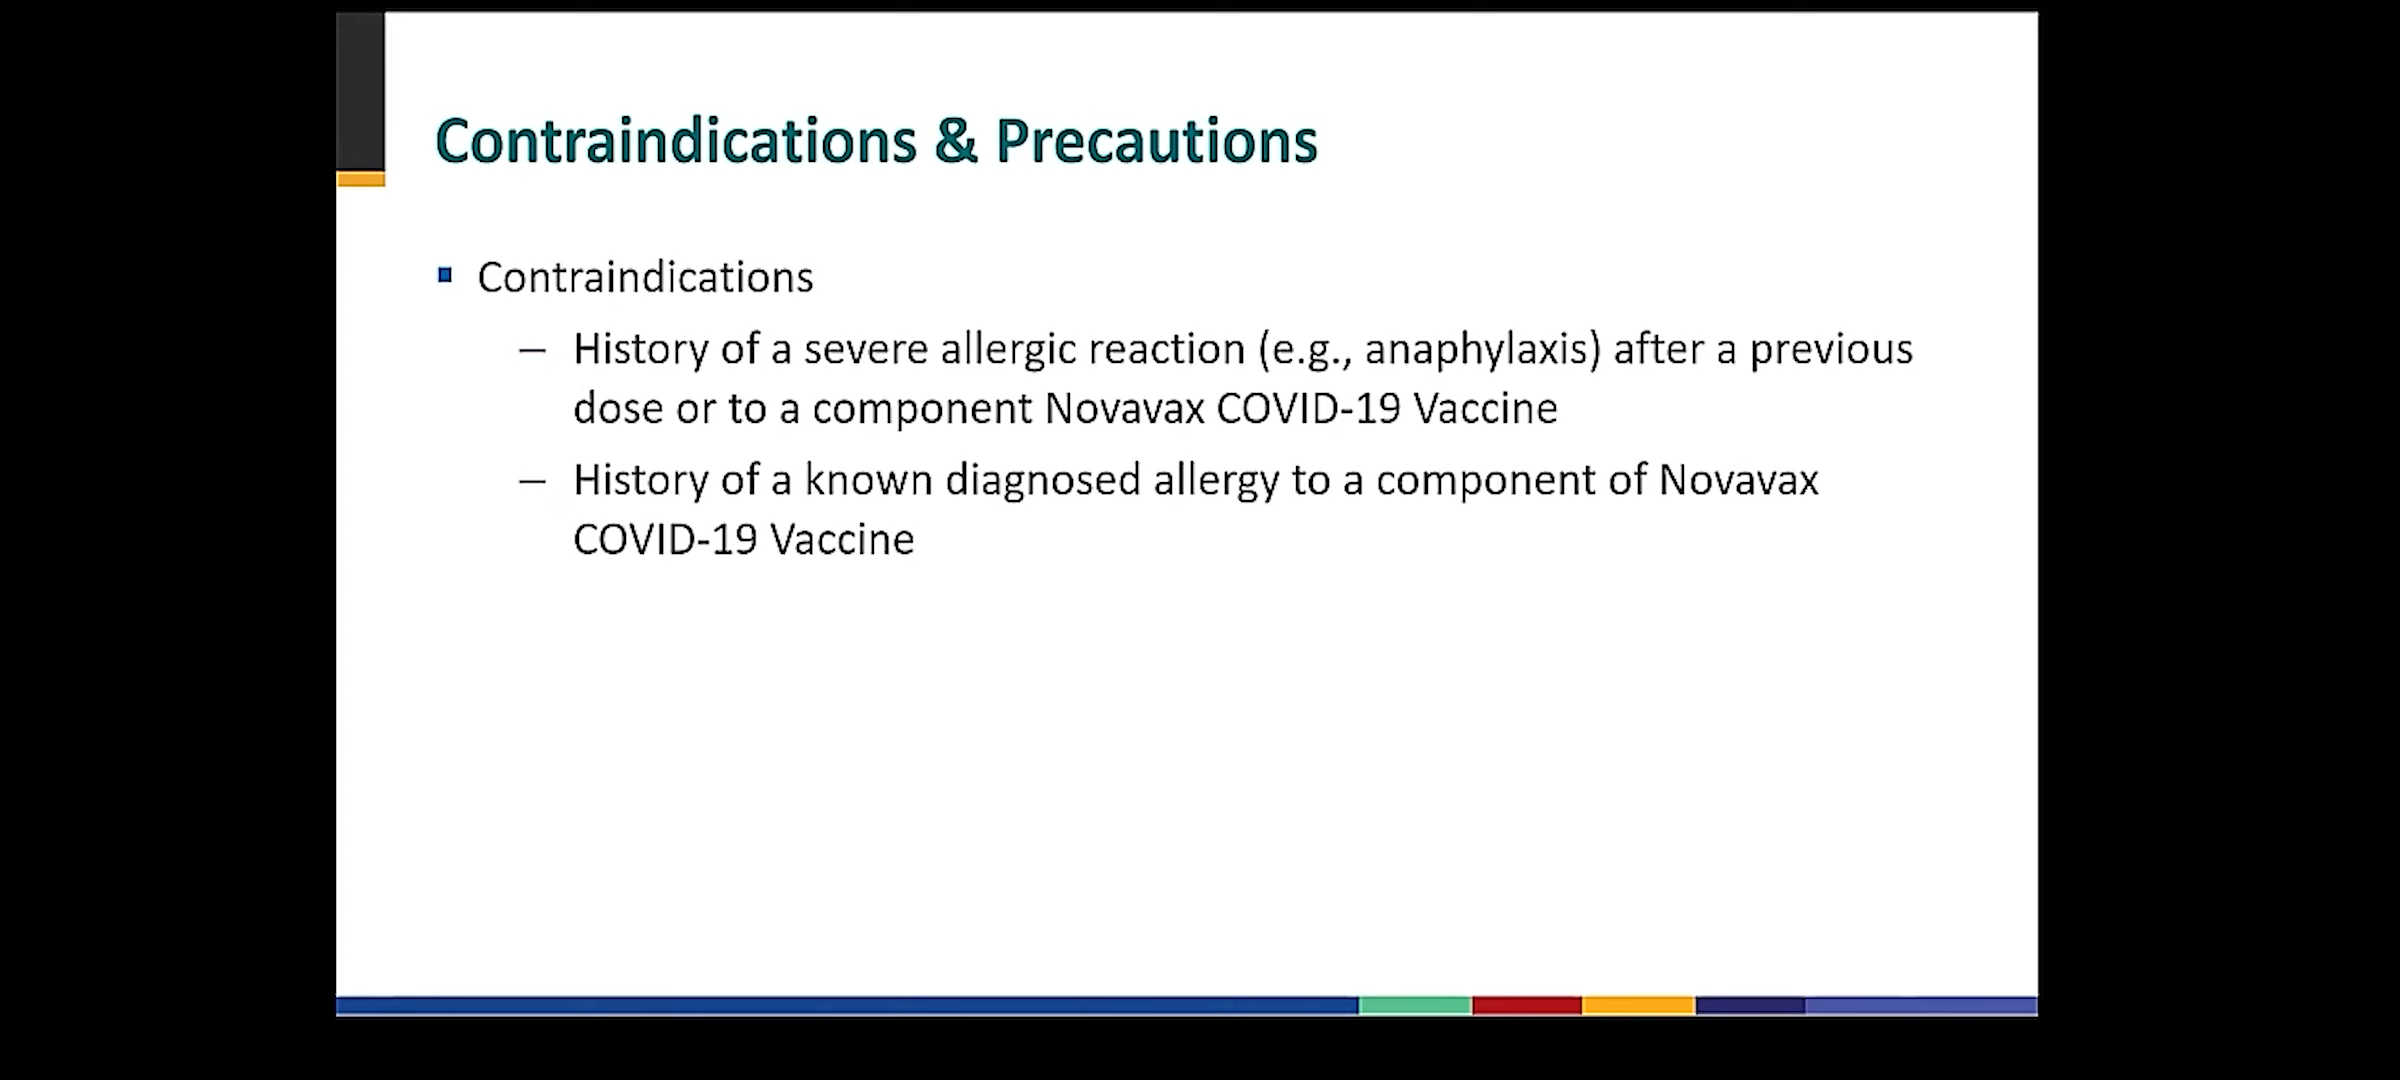 Contraindications & Precautions
▪ Contraindications
– History of a severe allergic reaction (e.g., anaphylaxis) after a previous
dose or to a component Novavax COVID-19 Vaccine
– History of a known diagnosed allergy to a component of Novavax
COVID-19 Vaccine